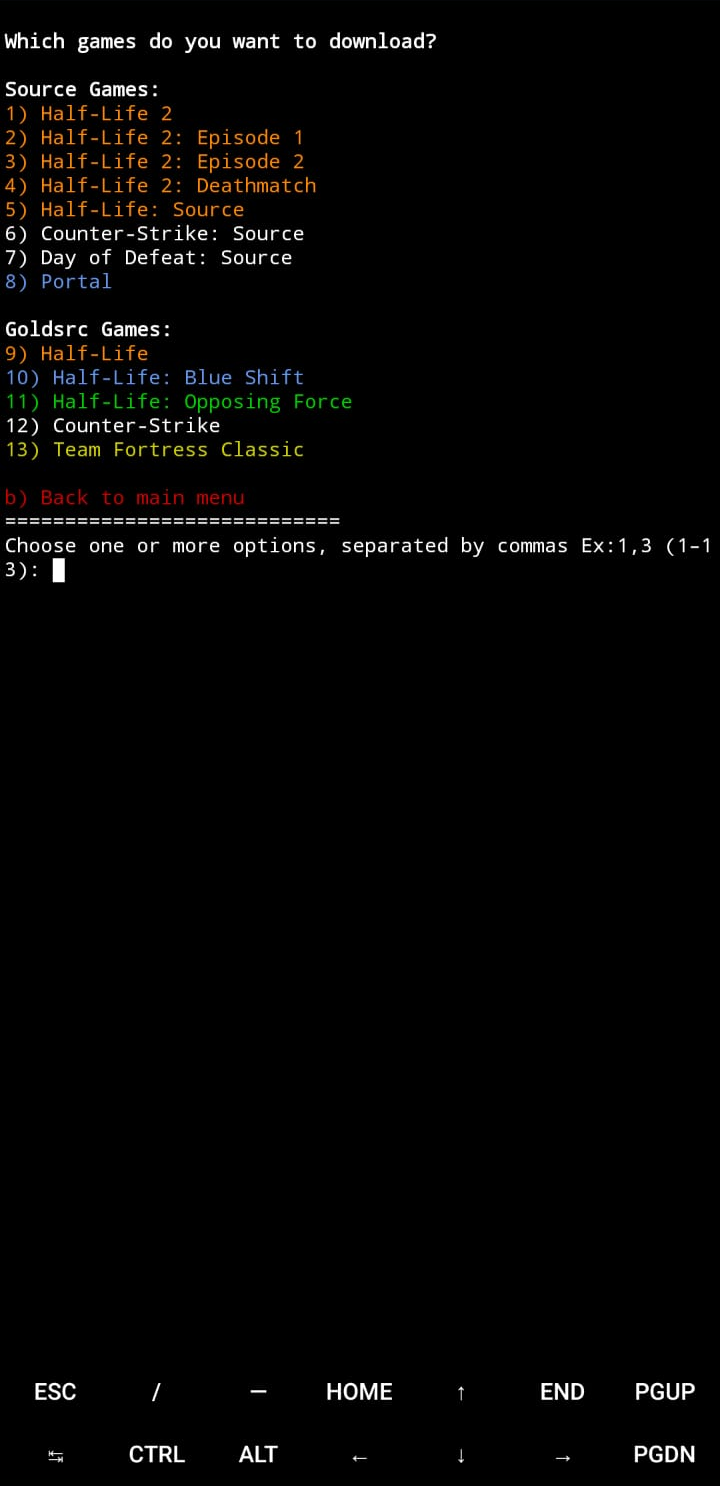 Which games do you want to download?
Source Games:
1) Half-Life 2
2) Half-Life 2: Episode 1
3) Half-Life 2: Episode 2
4) Half-Life 2: Deathmatch
5) Half-Life: Source
6) Counter-Strike: Source
7) Day of Defeat: Source
8) Portal
Goldsrc Games:
9) Half-Life
10) Half-Life: Blue Shift
11) Half-Life: Opposing Force
12) Counter-Strike
13) Team Fortress Classic
b) Back to main menu
============================
Choose one or more options, separated by commas Ex:1,3 (1-1
3):
ESC / — HOME ↑ END PGUP
↹ CTRL ALT ← ↓ → PGDN